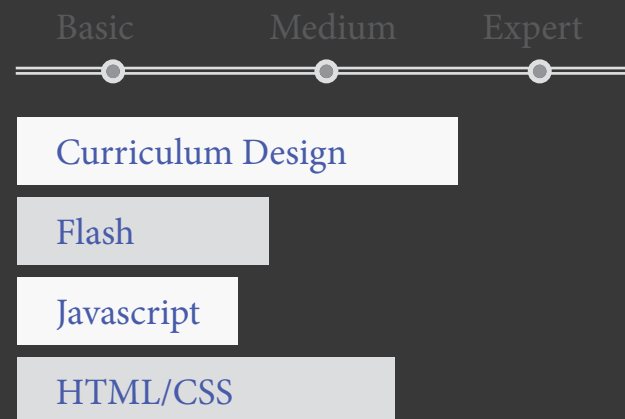 Basic Medium Expert
Curriculum Design
Flash
Javascript
HTML/CSS